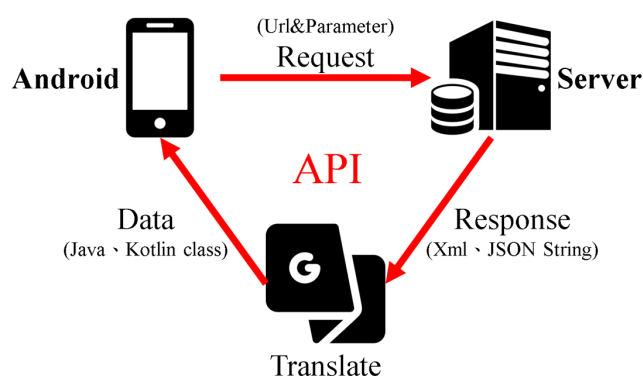 (Url&Parameter)
Request
Android
Server
API
Data
(Java、Kotlin class)
Response
(Xml、JSON String)
G
Translate